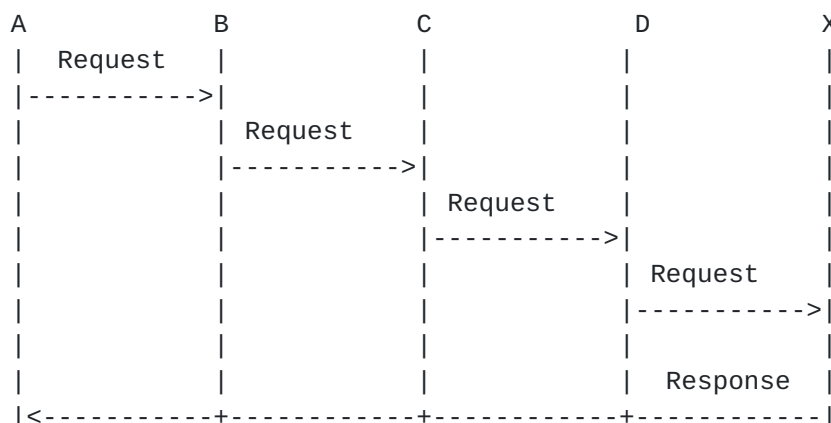 A B C D X
| Request | | | |
|----------->| | | |
| | Request | | |
| |----------->| | |
| | | Request | |
| | |----------->| |
| | | | Request |
| | | |----------->|
| | | | |
| | | | Response |
|<-----------+------------+------------+------------|